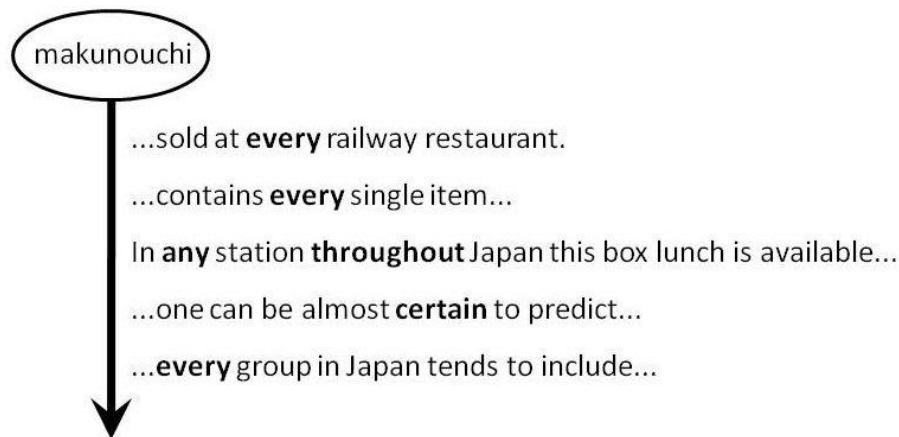 makunouchi
...sold at every railway restaurant.
...contains every single item...
In any station throughout Japan this box lunch is available...
...one can be almost certain to predict...
...every group in Japan tends to include...